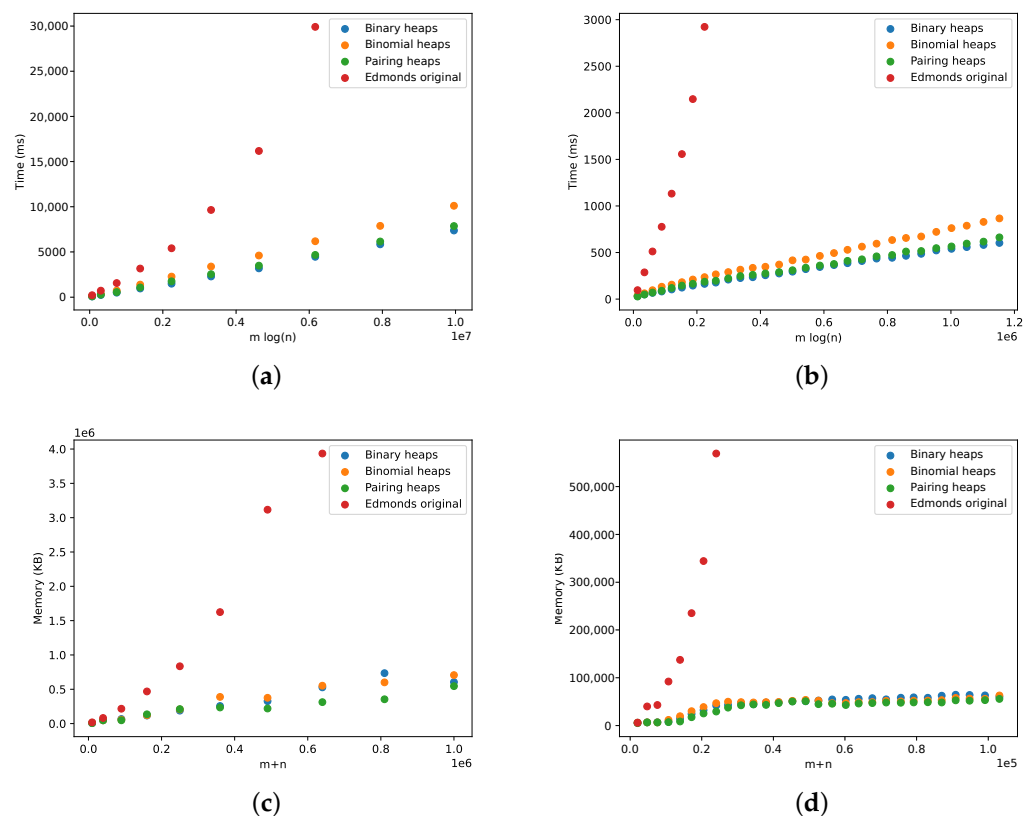 30,000
25,000
20,000
15,000
10,000
5000
0
Time (ms)
Binary heaps
Binomial heaps
Pairing heaps
Edmonds original
0.0 0.2 0.4 0.6 0.8 1.0
m log(n)
1e7
(a)
3000
2500
2000
1500
1000
500
0
Time (ms)
Binary heaps
Binomial heaps
Pairing heaps
Edmonds original
0.0 0.2 0.4 0.6 0.8 1.0 1.2
m log(n)
1e6
(b)
1e6
4.0
3.5
3.0
2.5
2.0
1.5
1.0
0.5
0.0
Memory (KB)
Binary heaps
Binomial heaps
Pairing heaps
Edmonds original
0.0 0.2 0.4 0.6 0.8 1.0
m+n
1e6
(c)
500,000
400,000
300,000
200,000
100,000
0
Memory (KB)
Binary heaps
Binomial heaps
Pairing heaps
Edmonds original
0.0 0.2 0.4 0.6 0.8 1.0
m+n
1e5
(d)